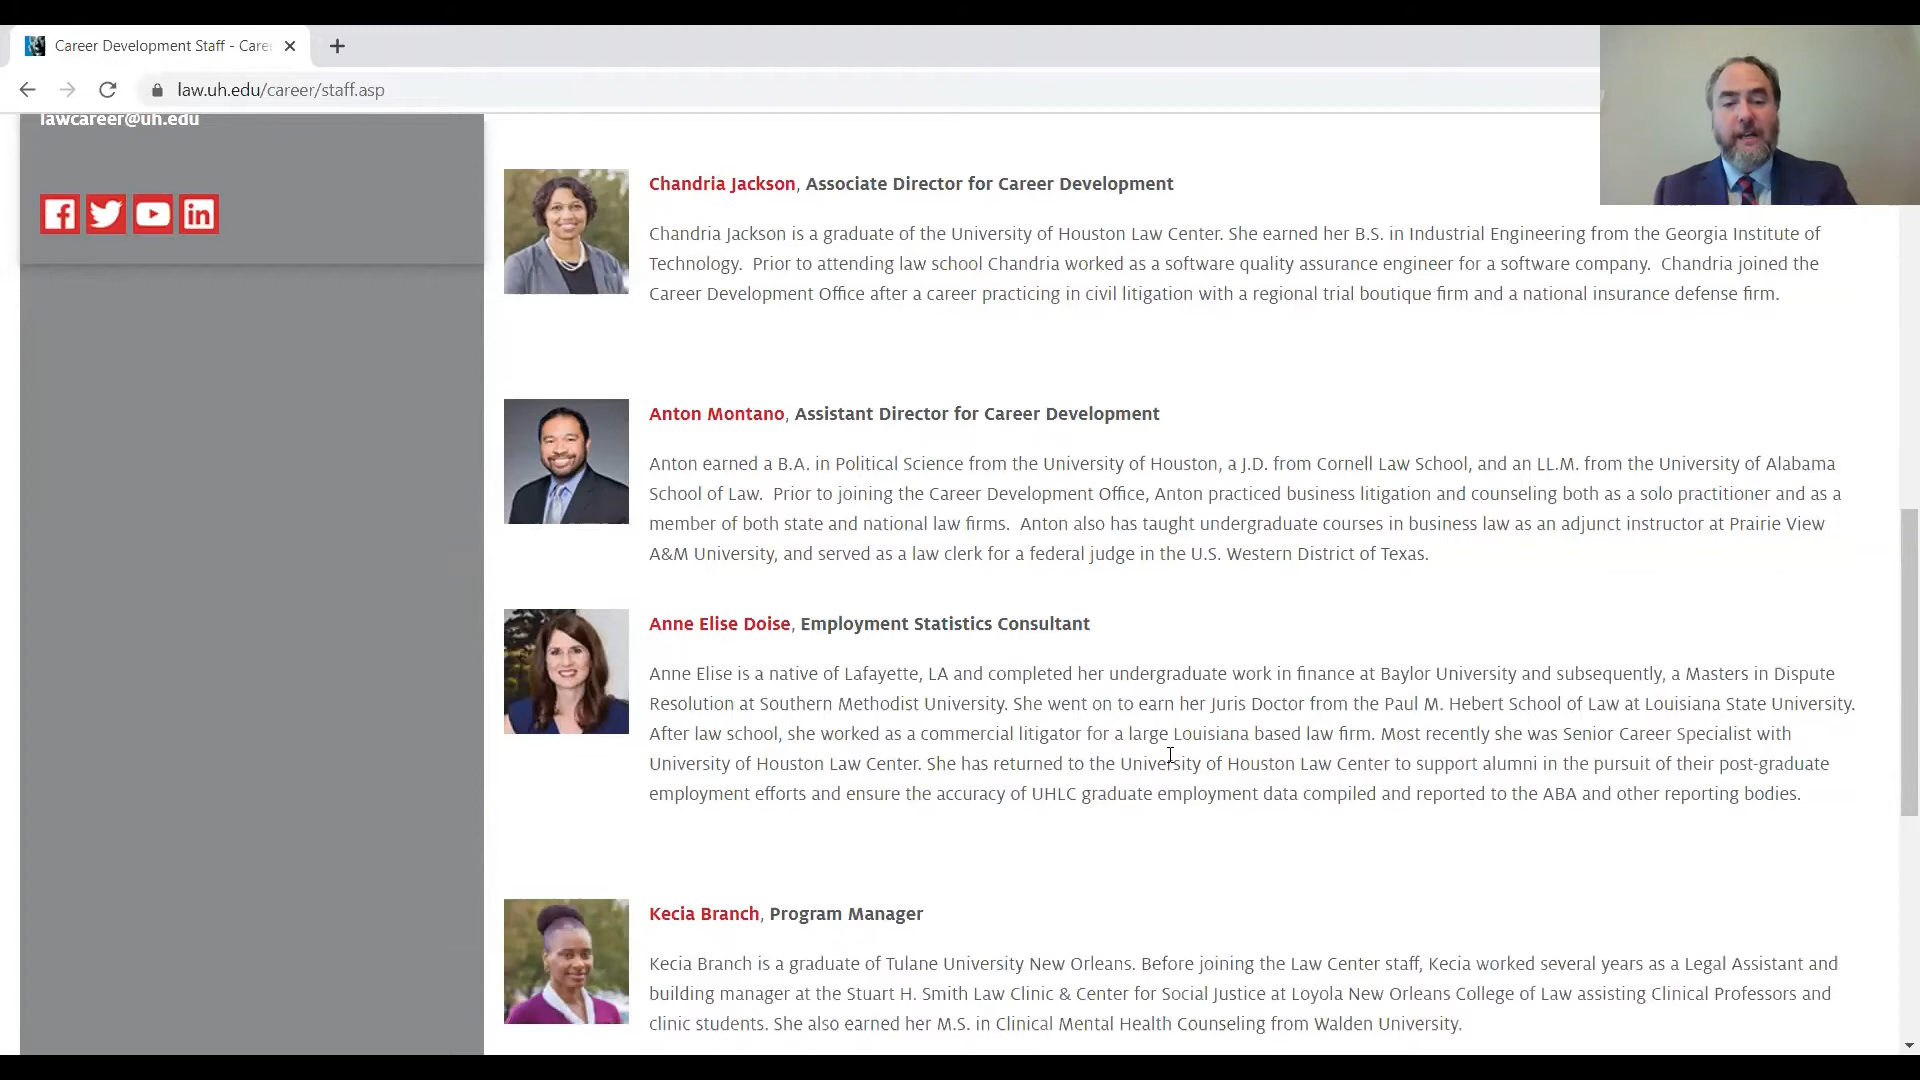 Career Development Staff - Caree
law.uh.edu/career/staff.asp
lawcareer@uh.edu
Chandria Jackson, Associate Director for Career Development
Chandria Jackson is a graduate of the University of Houston Law Center. She earned her B.S. in Industrial Engineering from the Georgia Institute of
Technology.  Prior to attending law school Chandria worked as a software quality assurance engineer for a software company.  Chandria joined the
Career Development Office after a career practicing in civil litigation with a regional trial boutique firm and a national insurance defense firm.
Anton Montano, Assistant Director for Career Development
Anton earned a B.A. in Political Science from the University of Houston, a J.D. from Cornell Law School, and an LL.M. from the University of Alabama
School of Law.  Prior to joining the Career Development Office, Anton practiced business litigation and counseling both as a solo practitioner and as a
member of both state and national law firms.  Anton also has taught undergraduate courses in business law as an adjunct instructor at Prairie View
A&M University, and served as a law clerk for a federal judge in the U.S. Western District of Texas.
Anne Elise Doise, Employment Statistics Consultant
Anne Elise is a native of Lafayette, LA and completed her undergraduate work in finance at Baylor University and subsequently, a Masters in Dispute
Resolution at Southern Methodist University. She went on to earn her Juris Doctor from the Paul M. Hebert School of Law at Louisiana State University.
After law school, she worked as a commercial litigator for a large Louisiana based law firm. Most recently she was Senior Career Specialist with
University of Houston Law Center. She has returned to the University of Houston Law Center to support alumni in the pursuit of their post-graduate
employment efforts and ensure the accuracy of UHLC graduate employment data compiled and reported to the ABA and other reporting bodies.
Kecia Branch, Program Manager
Kecia Branch is a graduate of Tulane University New Orleans. Before joining the Law Center staff, Kecia worked several years as a Legal Assistant and
building manager at the Stuart H. Smith Law Clinic & Center for Social Justice at Loyola New Orleans College of Law assisting Clinical Professors and
clinic students. She also earned her M.S. in Clinical Mental Health Counseling from Walden University.